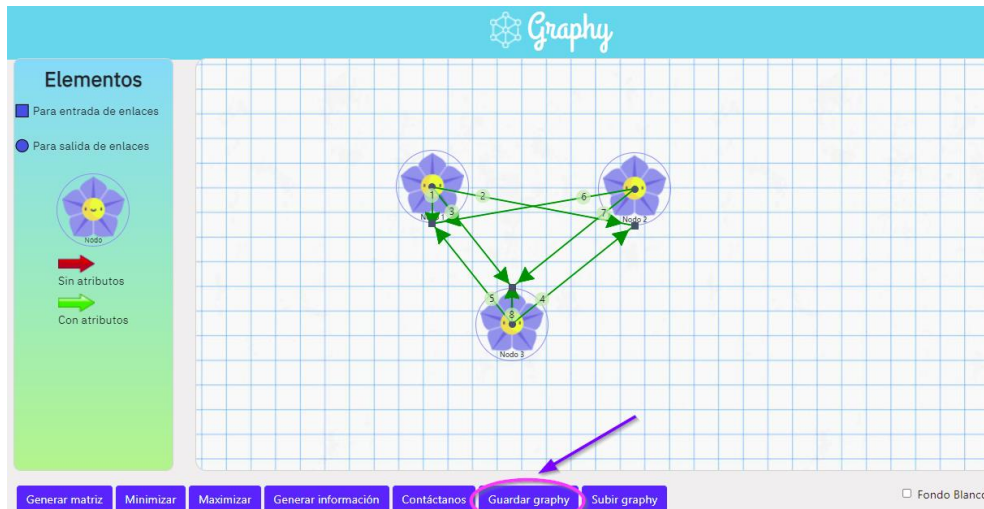 Graphy
Elementos
Para entrada de enlaces
Para salida de enlaces
Nodo
Sin atributos
Con atributos
1
2
6
3
7
Nodo 2
5
4
8
Nodo 3
Generar matriz
Minimizar
Maximizar
Generar información
Contáctanos
Guardar graphy
Subir graphy
Fondo Blanco